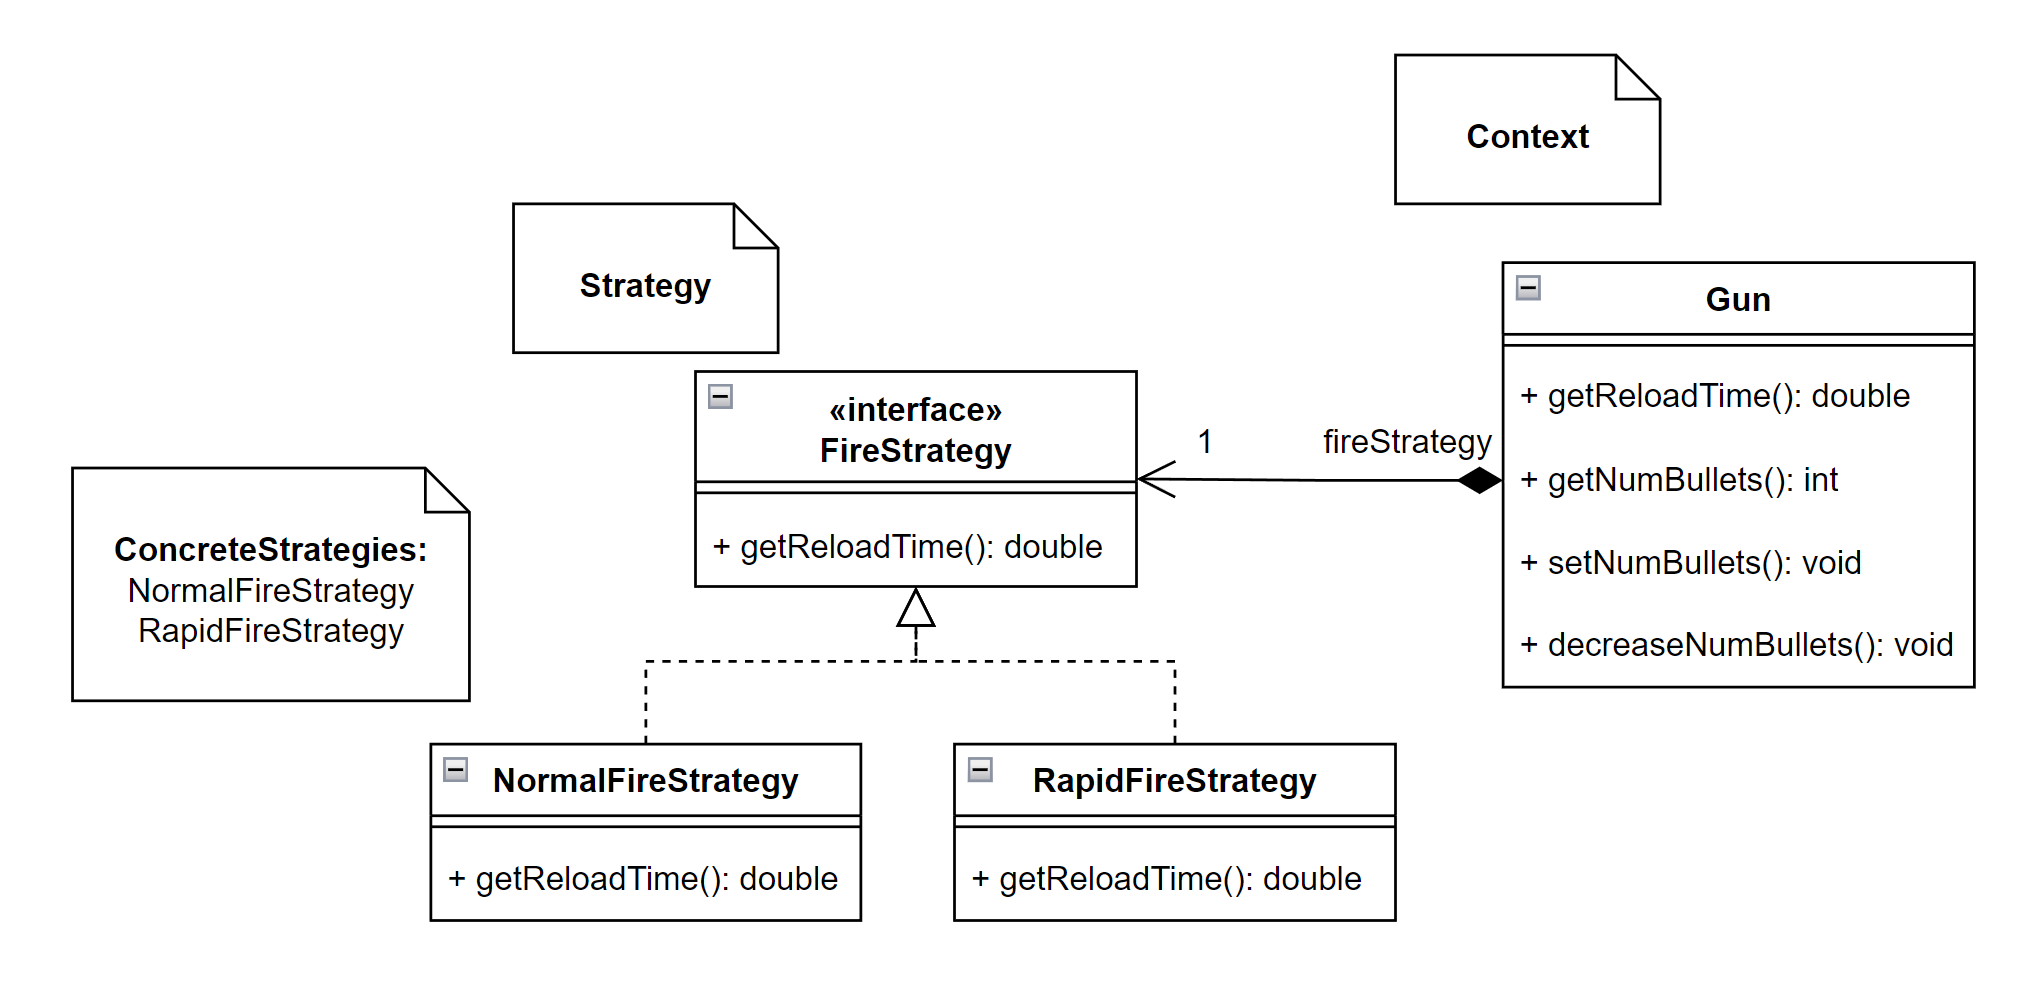 Context
Strategy
Gun
+ getReloadTime(): double
+ getNumBullets(): int
+ setNumBullets(): void
+ decreaseNumBullets(): void
«interface»
FireStrategy
+ getReloadTime(): double
1
fireStrategy
ConcreteStrategies:
NormalFireStrategy
RapidFireStrategy
NormalFireStrategy
+ getReloadTime(): double
RapidFireStrategy
+ getReloadTime(): double